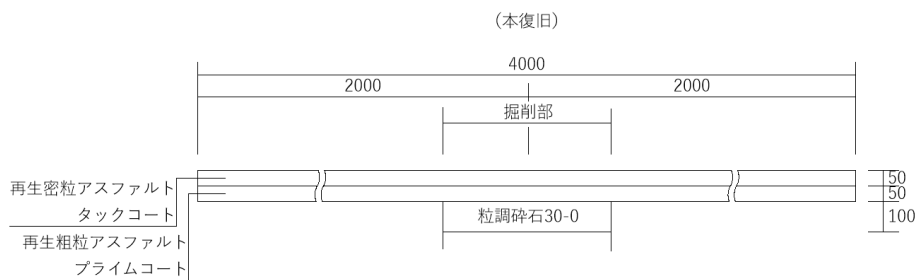 (本復旧)
4000
2000
2000
掘削部
再生密粒アスファルト
タックコート
再生粗粒アスファルト
プライムコート
粒調砕石30-0
50
50
100